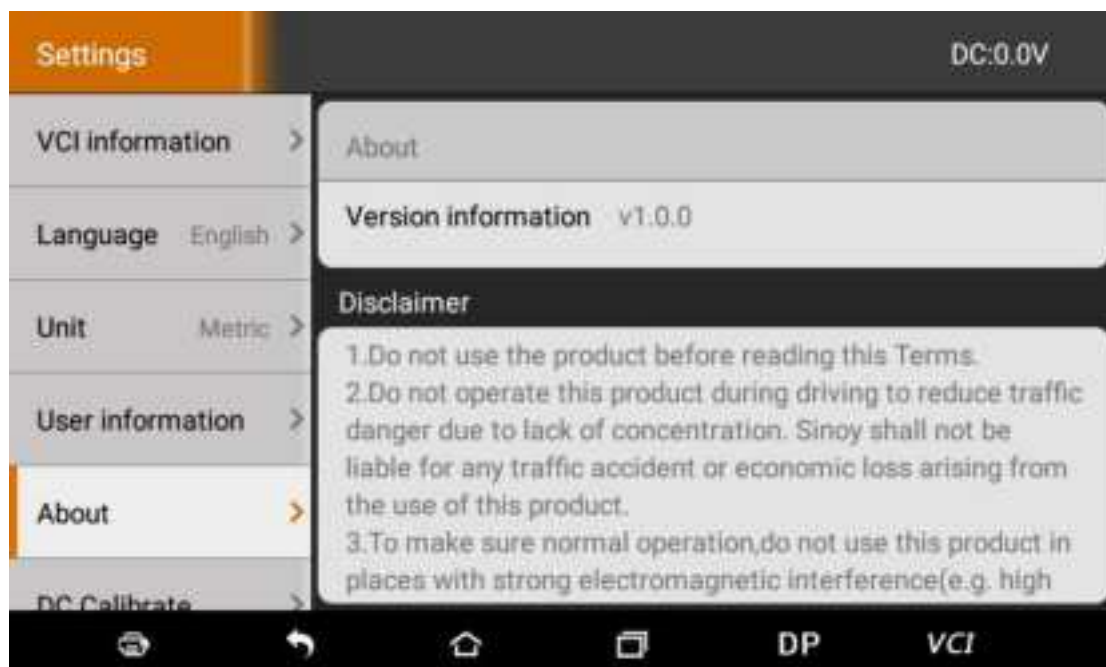 Settings
DC:0.0V
VCI information
Language English
Unit Metric
User information
About
DC Calibrate
About
Version information v1.0.0
Disclaimer
1.Do not use the product before reading this Terms.
2.Do not operate this product during driving to reduce traffic
danger due to lack of concentration. Sinoy shall not be
liable for any traffic accident or economic loss arising from
the use of this product.
3.To make sure normal operation,do not use this product in
places with strong electromagnetic interference(e.g. high
DP
VCI